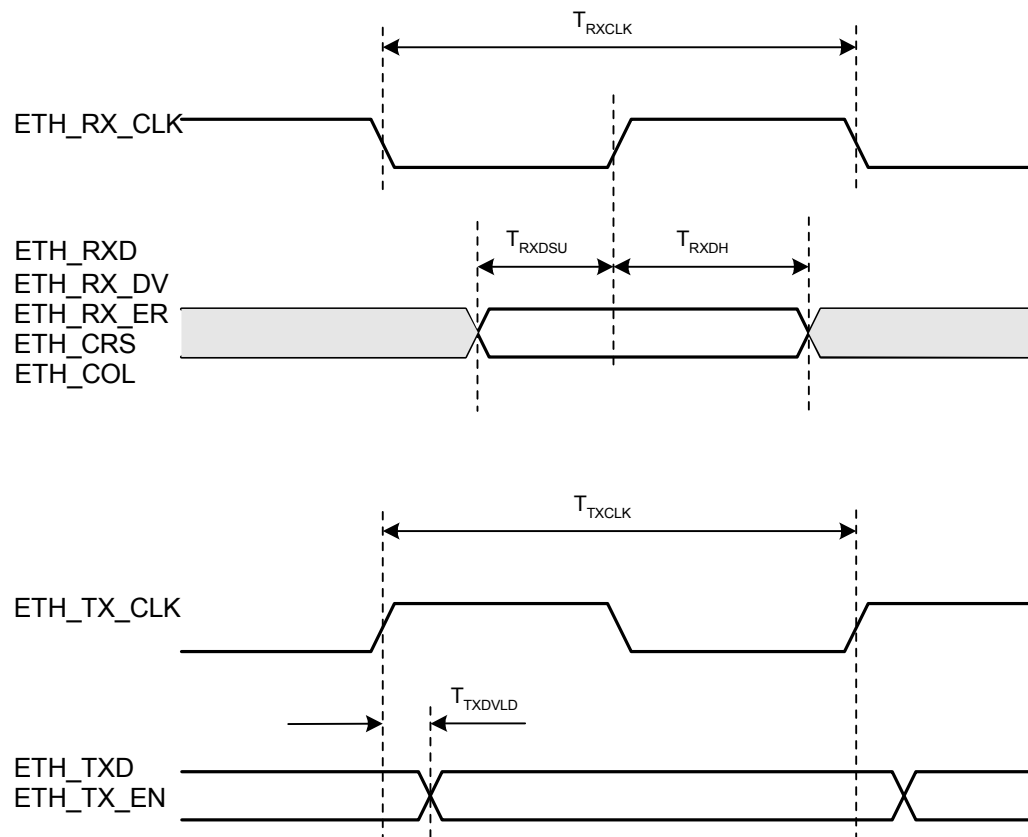 T_RXCLK
ETH_RX_CLK
ETH_RXD
ETH_RX_DV
ETH_RX_ER
ETH_CRS
ETH_COL
T_RXDSU
T_RXDH
T_TXCLK
ETH_TX_CLK
T_TXDVLD
ETH_TXD
ETH_TX_EN